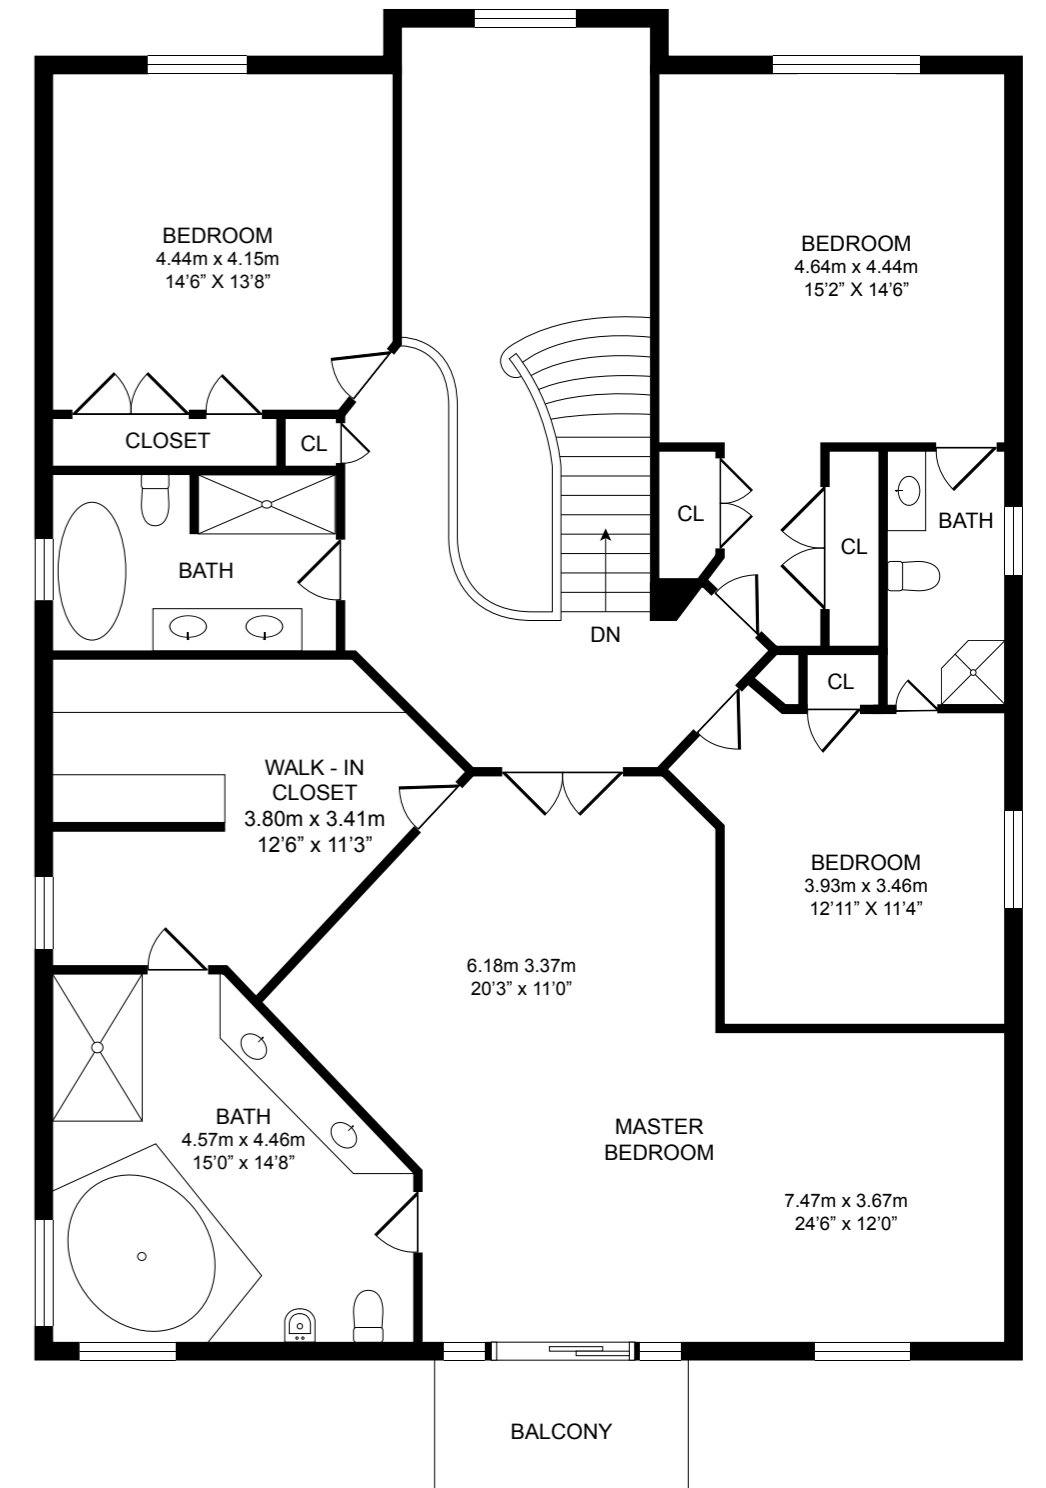 BEDROOM
4.44m x 4.15m
14’6” X 13’8”
BEDROOM
4.64m x 4.44m
15’2” X 14’6”
CLOSET
CL
CL
CL
BATH
BATH
DN
CL
WALK - IN
CLOSET
3.80m x 3.41m
12’6” x 11’3”
BEDROOM
3.93m x 3.46m
12’11” X 11’4”
6.18m 3.37m
20’3” x 11’0”
BATH
4.57m x 4.46m
15’0” x 14’8”
MASTER
BEDROOM
7.47m x 3.67m
24’6” x 12’0”
BALCONY